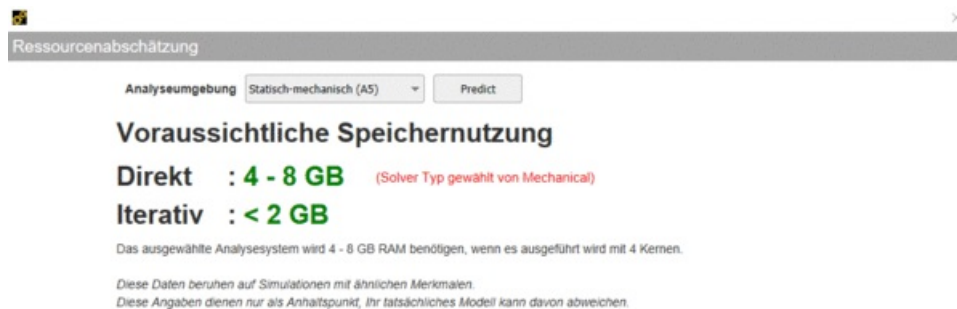 Ressourcenabschätzung
Analyseumgebung Statisch-mechanisch (A5) Predict
Voraussichtliche Speichernutzung
Direkt : 4 - 8 GB (Solver Typ gewählt von Mechanical)
Iterativ : < 2 GB
Das ausgewählte Analysesystem wird 4 - 8 GB RAM benötigen, wenn es ausgeführt wird mit 4 Kernen.
Diese Daten beruhen auf Simulationen mit ähnlichen Merkmalen.
Diese Angaben dienen nur als Anhaltspunkt, Ihr tatsächliches Modell kann davon abweichen.